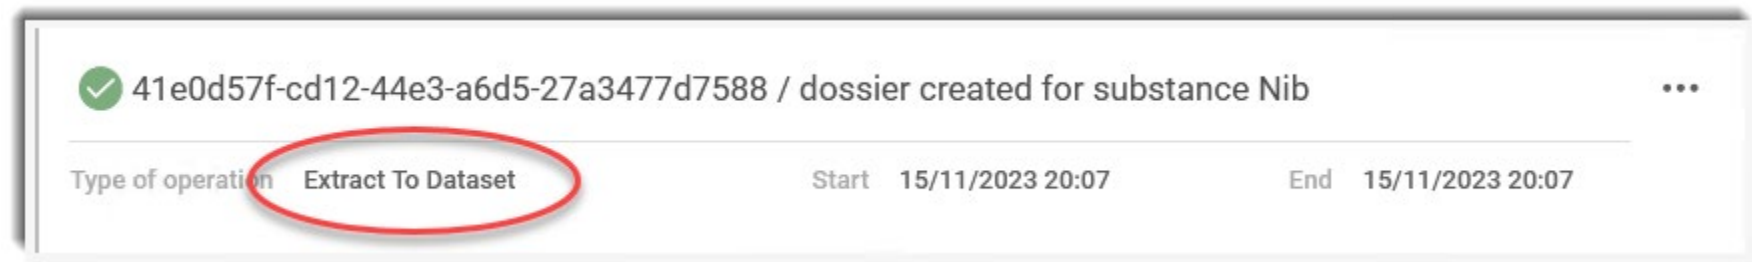 41e0d57f-cd12-44e3-a6d5-27a3477d7588 / dossier created for substance Nib
Type of operation Extract To Dataset Start 15/11/2023 20:07 End 15/11/2023 20:07